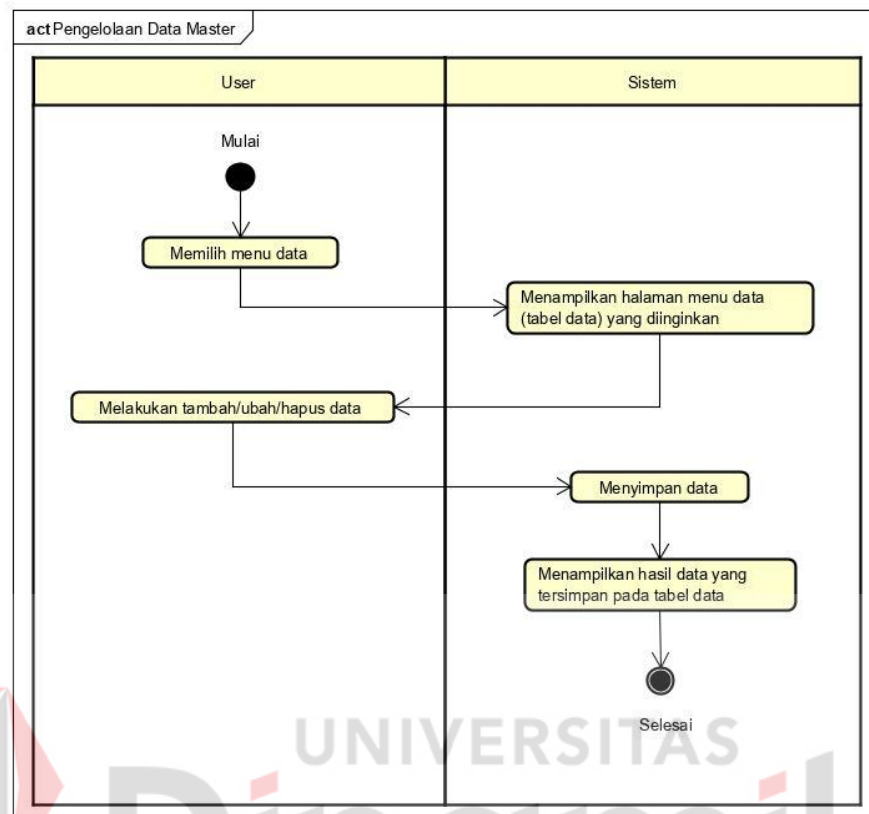 act Pengelolaan Data Master
User
Sistem
Mulai
Memilih menu data
Menampilkan halaman menu data
(tabel data) yang diinginkan
Melakukan tambah/ubah/hapus data
Menyimpan data
Menampilkan hasil data yang
tersimpan pada tabel data
Selesai
UNIVERSITAS